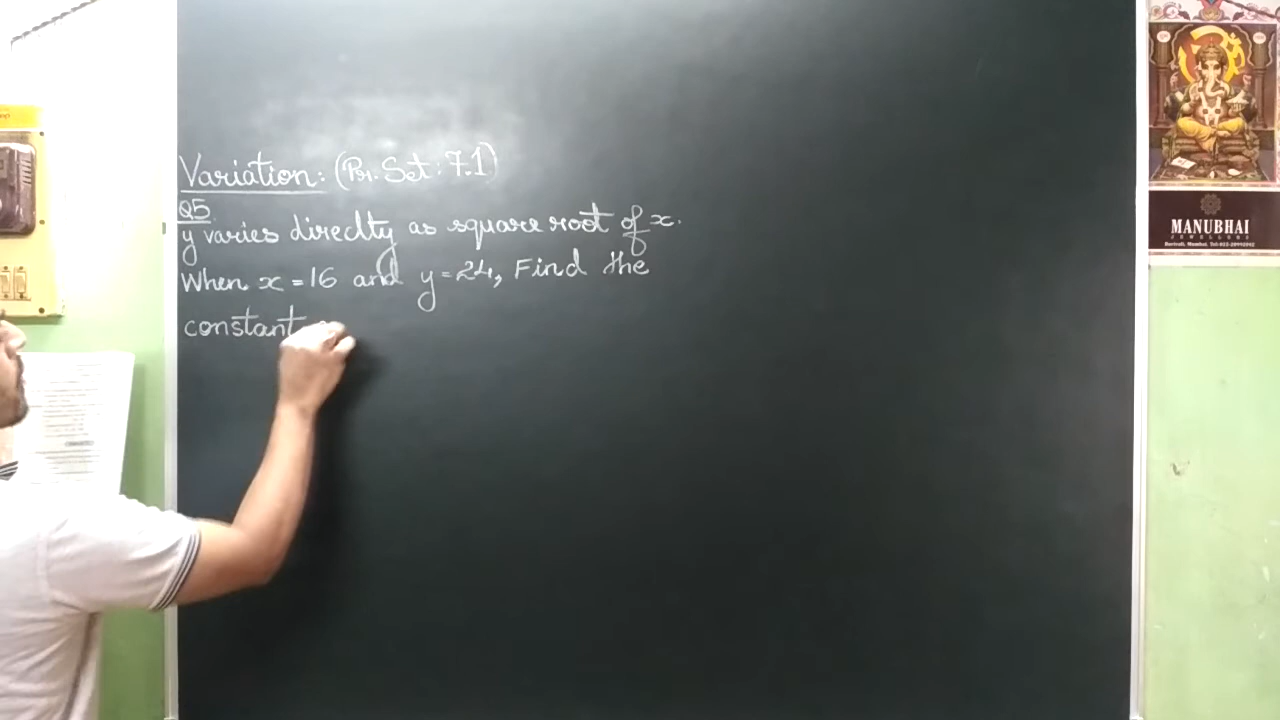 Variation: (Pr. Set: 7.1)
Q5
y varies directly as square root of x.
When x = 16 and y = 24, Find the
constant
MANUBHAI
JEWELLERS